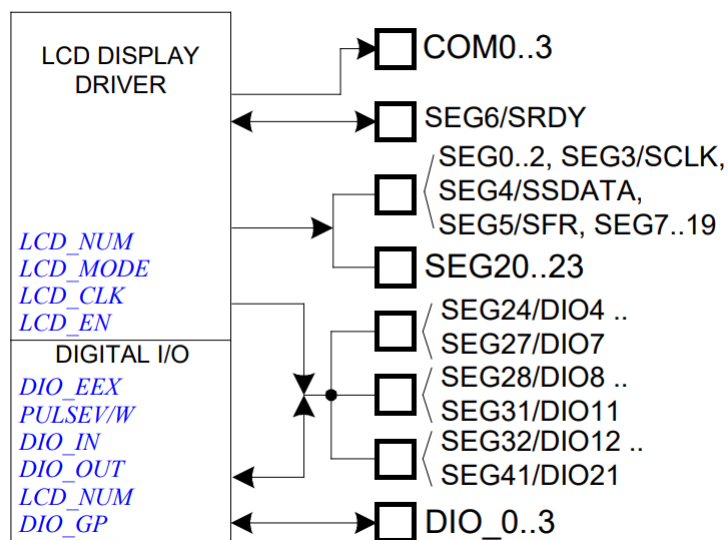 LCD DISPLAY
DRIVER
LCD_NUM
LCD_MODE
LCD_CLK
LCD_EN
DIGITAL I/O
DIO_EEX
PULSEV/W
DIO_IN
DIO_OUT
LCD_NUM
DIO_GP
COM0..3
SEG6/SRDY
SEG0..2, SEG3/SCLK,
SEG4/SSDATA,
SEG5/SFR, SEG7..19
SEG20..23
SEG24/DIO4 ..
SEG27/DIO7
SEG28/DIO8 ..
SEG31/DIO11
SEG32/DIO12 ..
SEG41/DIO21
DIO_0..3